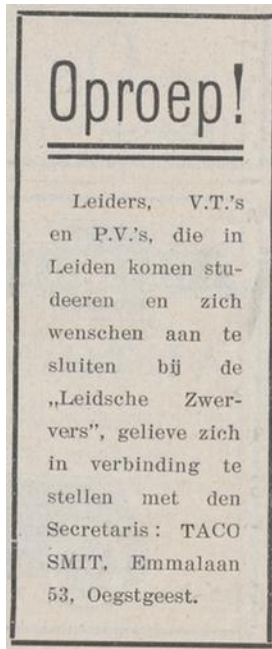 Oproep!
Leiders, V.T.'s
en P.V.'s, die in
Leiden komen stu-
deeren en zich
wenschen aan te
sluiten bij de
„Leidsche Zwer-
vers”, gelieve zich
in verbinding te
stellen met den
Secretaris: TACO
SMIT, Emmalaan
53, Oegstgeest.